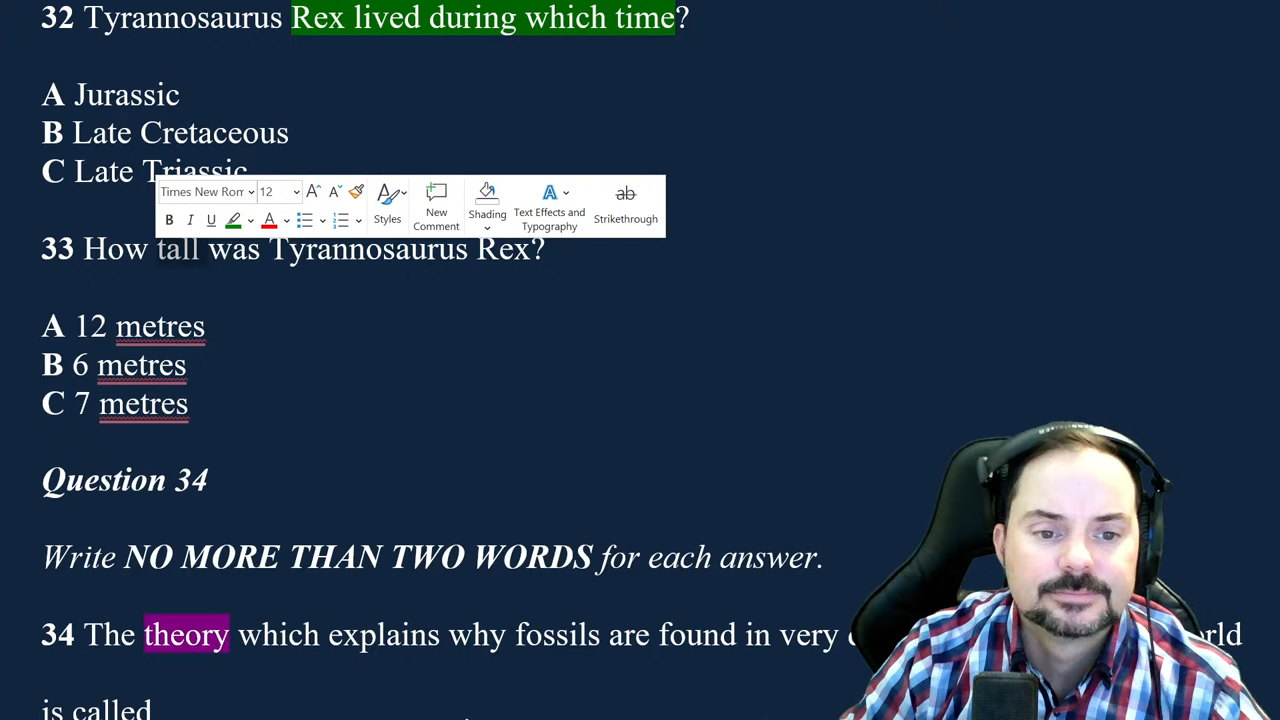 32 Tyrannosaurus Rex lived during which time?
A Jurassic
B Late Cretaceous
C Late Triassic
Times New Rom 12
Styles
New Comment
Shading
Text Effects and Typography
Strikethrough
33 How tall was Tyrannosaurus Rex?
A 12 metres
B 6 metres
C 7 metres
Question 34
Write NO MORE THAN TWO WORDS for each answer.
34 The theory which explains why fossils are found in very
is called